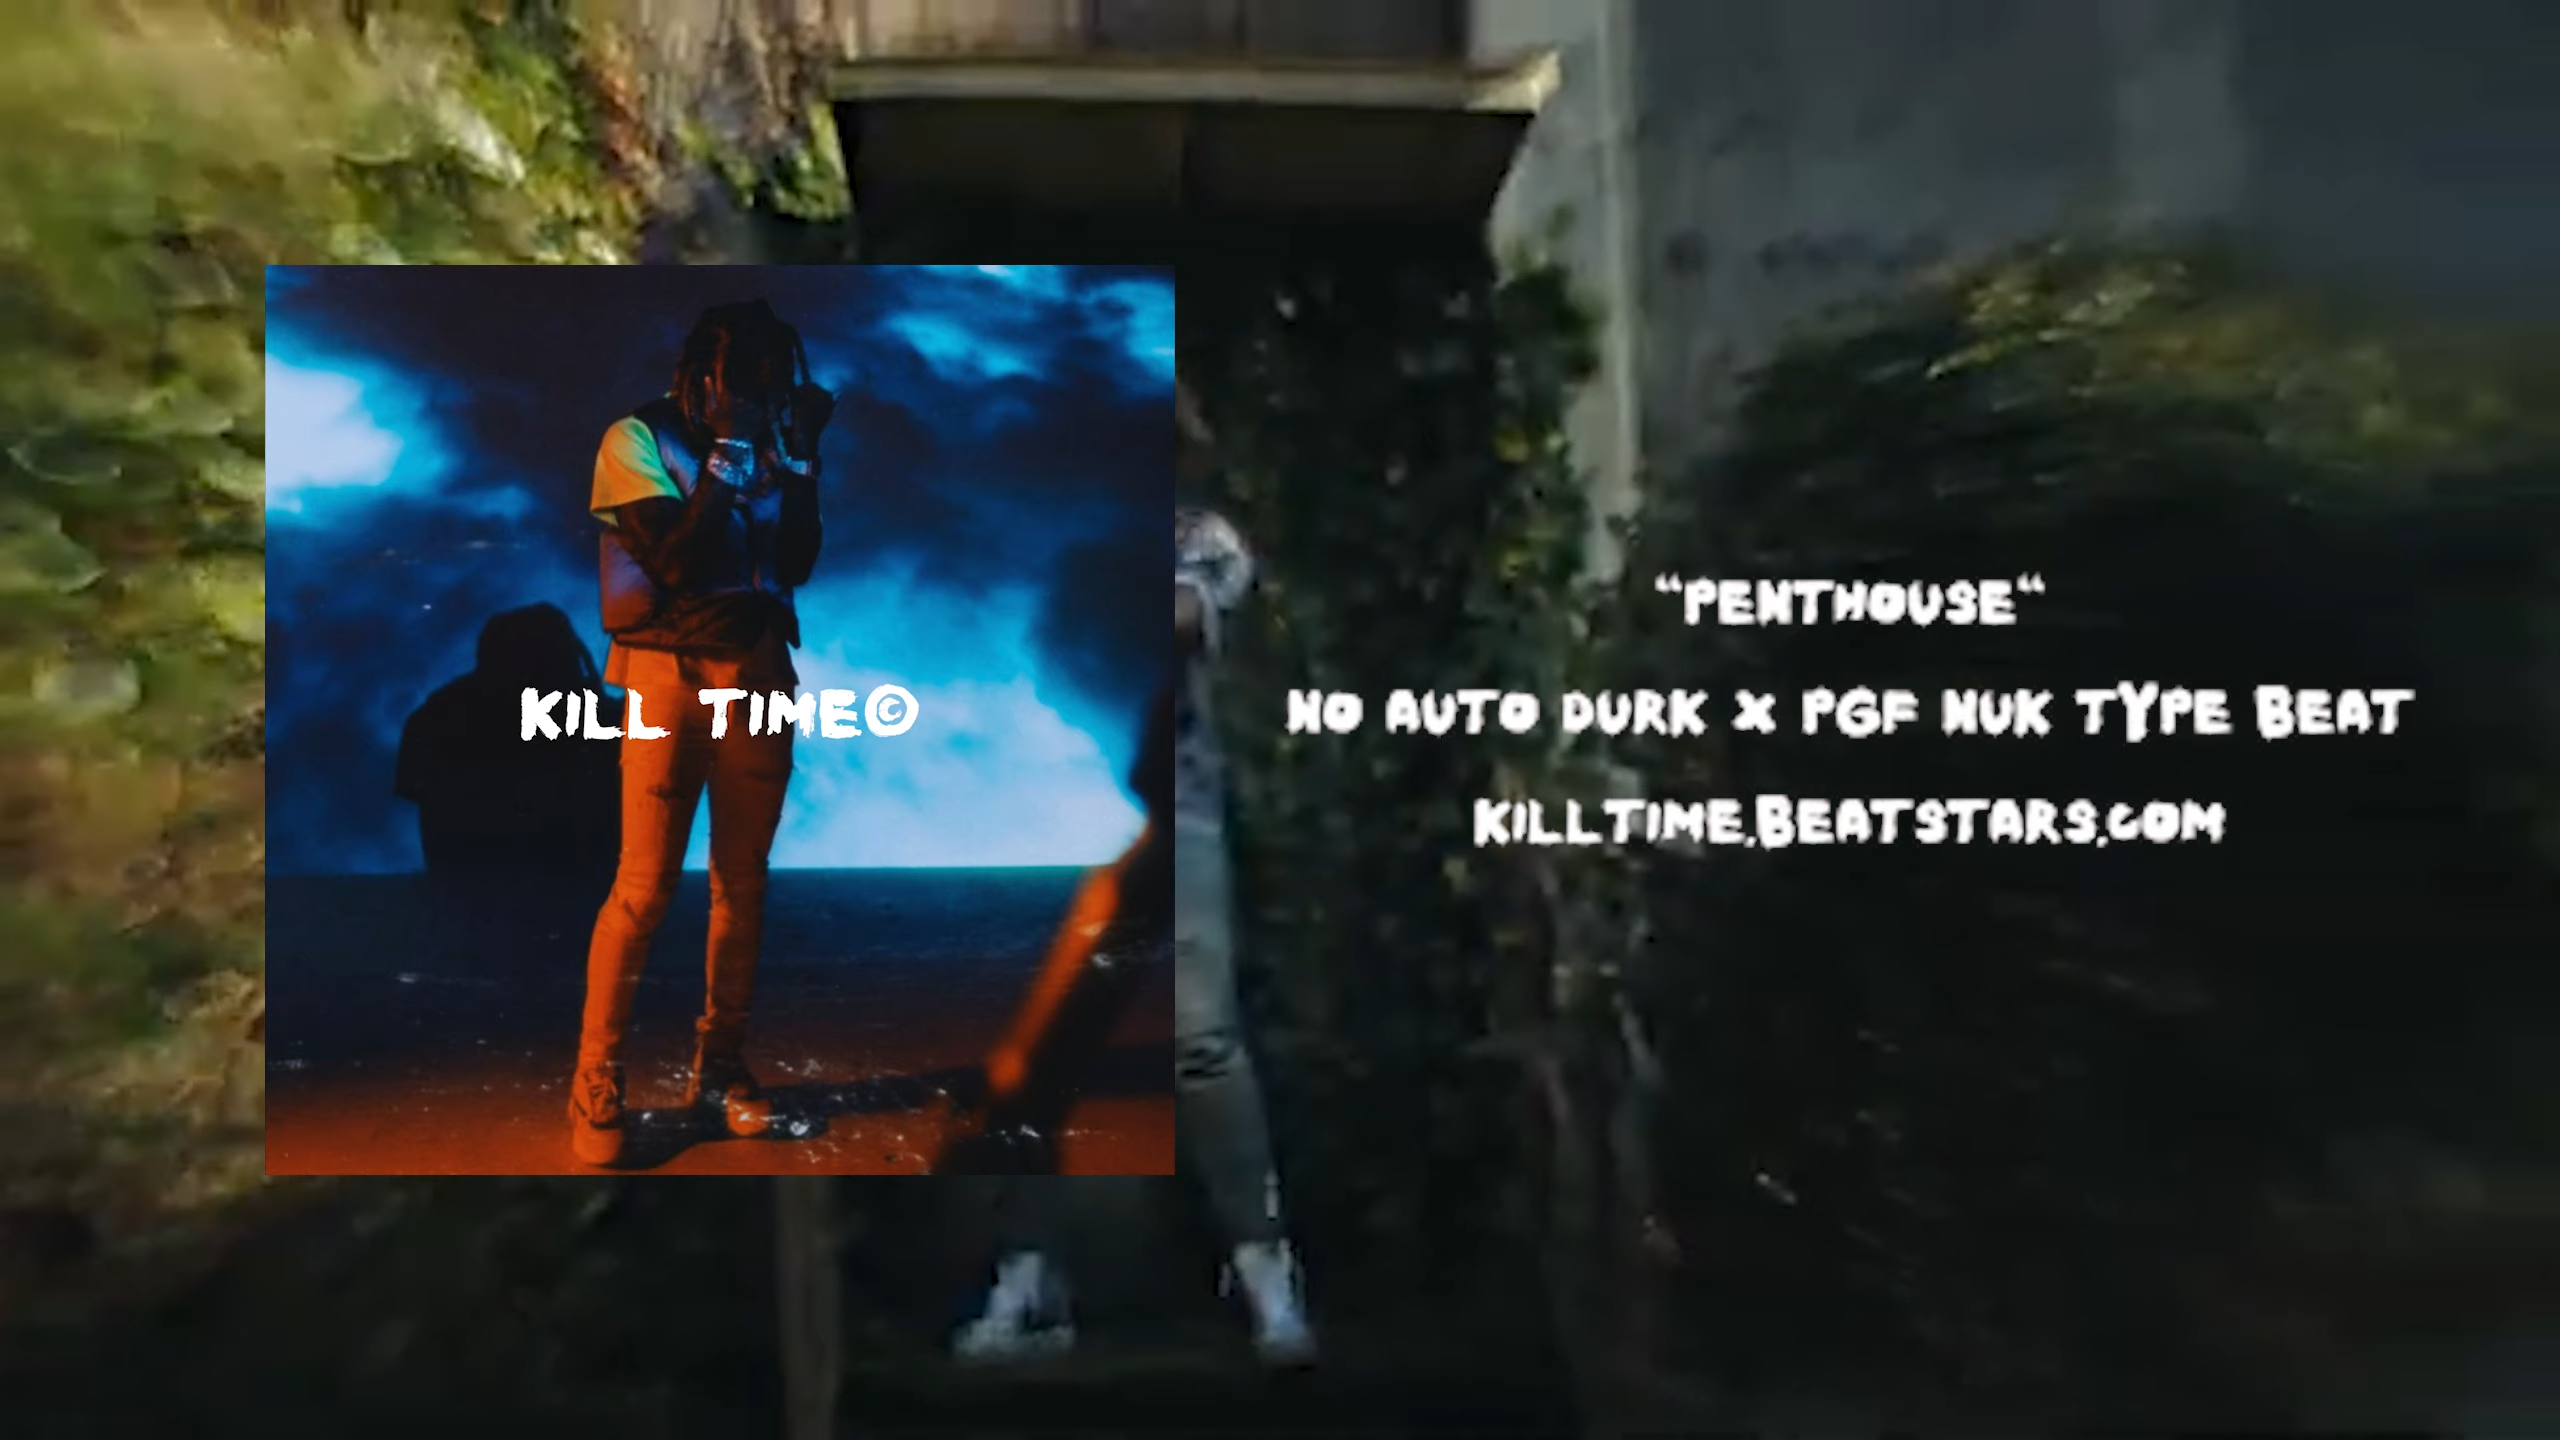 KILL TIME©
“PENTHOUSE“
NO AUTO DURK X PGF NUK TYPE BEAT
KILLTIME.BEATSTARS.COM